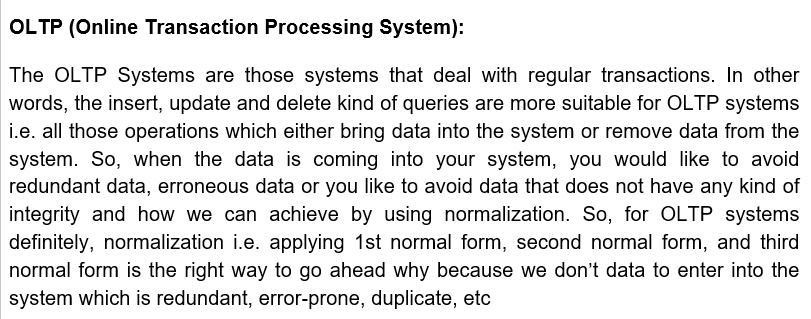 OLTP (Online Transaction Processing System):
The OLTP Systems are those systems that deal with regular transactions. In other
words, the insert, update and delete kind of queries are more suitable for OLTP systems
i.e. all those operations which either bring data into the system or remove data from the
system. So, when the data is coming into your system, you would like to avoid
redundant data, erroneous data or you like to avoid data that does not have any kind of
integrity and how we can achieve by using normalization. So, for OLTP systems
definitely, normalization i.e. applying 1st normal form, second normal form, and third
normal form is the right way to go ahead why because we don’t data to enter into the
system which is redundant, error-prone, duplicate, etc